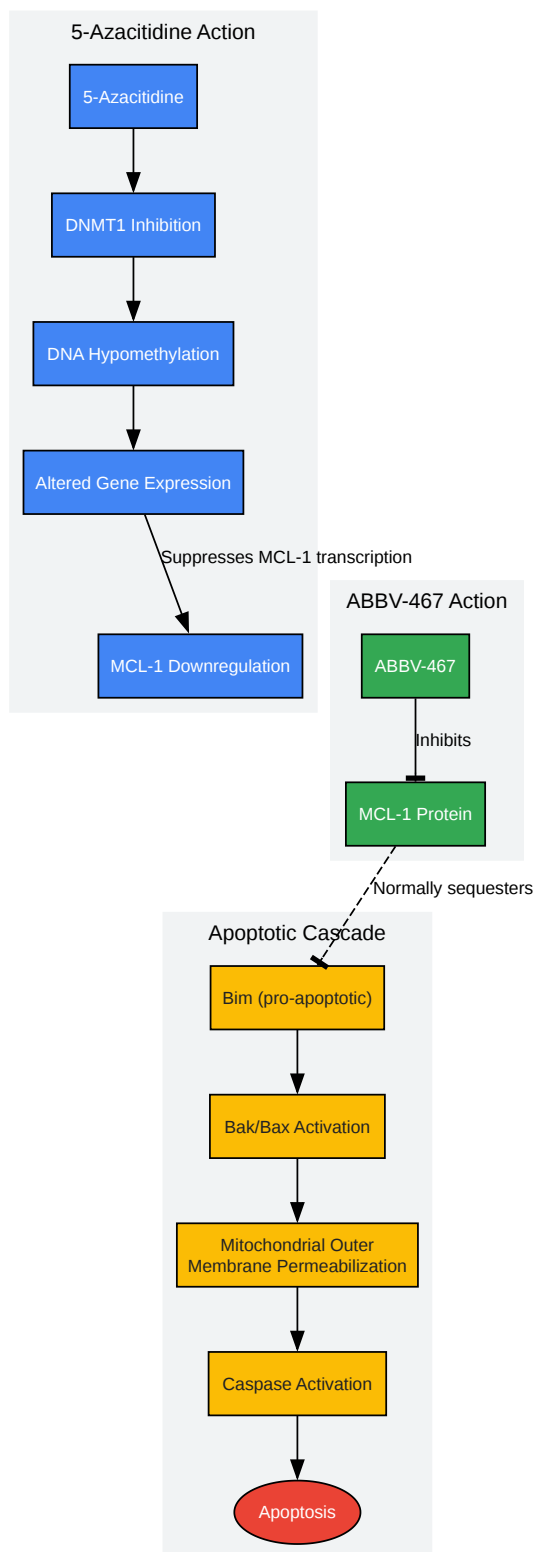 5-Azacitidine Action
5-Azacitidine
DNMT1 Inhibition
DNA Hypomethylation
Altered Gene Expression
Suppresses MCL-1 transcription
MCL-1 Downregulation
ABBV-467 Action
ABBV-467
Inhibits
MCL-1 Protein
Normally sequesters
Apoptotic Cascade
Bim (pro-apoptotic)
Bak/Bax Activation
Mitochondrial Outer
Membrane Permeabilization
Caspase Activation
Apoptosis